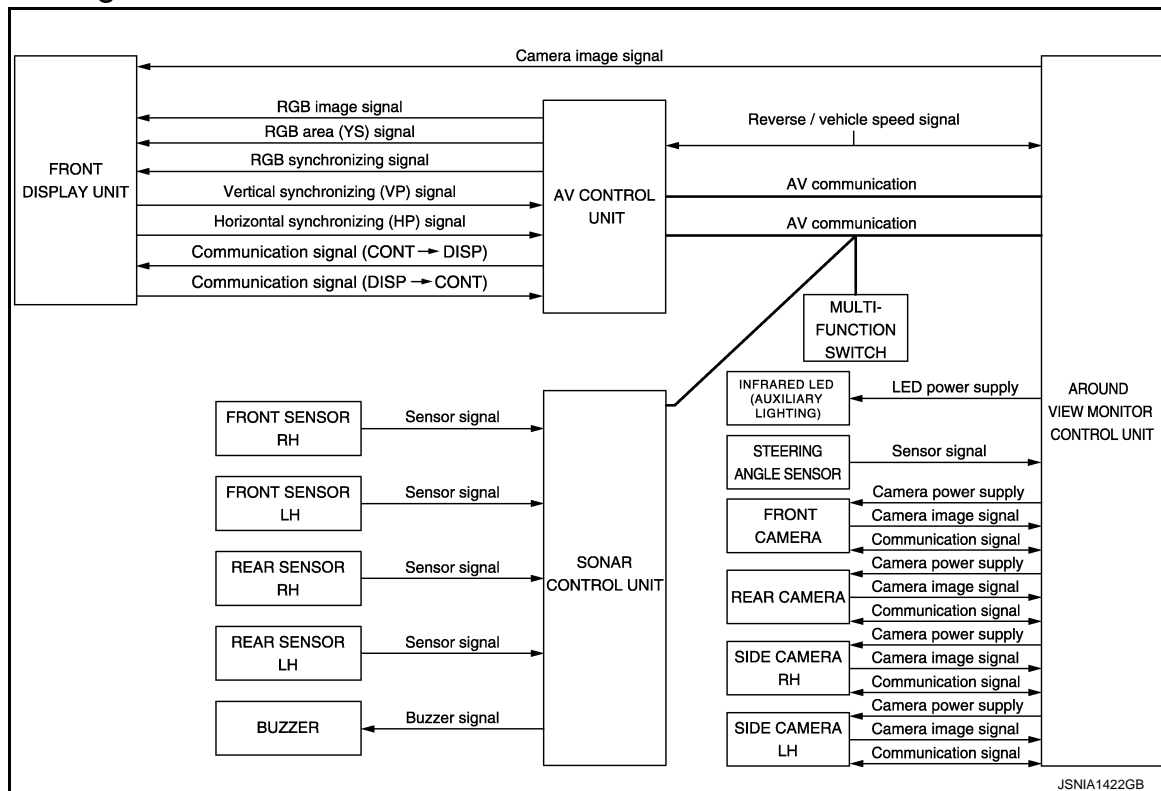 Camera image signal
RGB image signal
RGB area (YS) signal
RGB synchronizing signal
Vertical synchronizing (VP) signal
Horizontal synchronizing (HP) signal
Communication signal (CONT → DISP)
Communication signal (DISP → CONT)
FRONT
DISPLAY UNIT
AV CONTROL
UNIT
Reverse / vehicle speed signal
AV communication
AV communication
MULTI-
FUNCTION
SWITCH
AROUND
VIEW MONITOR
CONTROL UNIT
INFRARED LED
(AUXILIARY
LIGHTING)
LED power supply
STEERING
ANGLE SENSOR
Sensor signal
FRONT
CAMERA
Camera power supply
Camera image signal
Communication signal
REAR CAMERA
Camera power supply
Camera image signal
Communication signal
SIDE CAMERA
RH
Camera power supply
Camera image signal
Communication signal
SIDE CAMERA
LH
Camera power supply
Camera image signal
Communication signal
FRONT SENSOR
RH
Sensor signal
FRONT SENSOR
LH
Sensor signal
REAR SENSOR
RH
Sensor signal
REAR SENSOR
LH
Sensor signal
BUZZER
Buzzer signal
SONAR
CONTROL UNIT
JSNIA1422GB